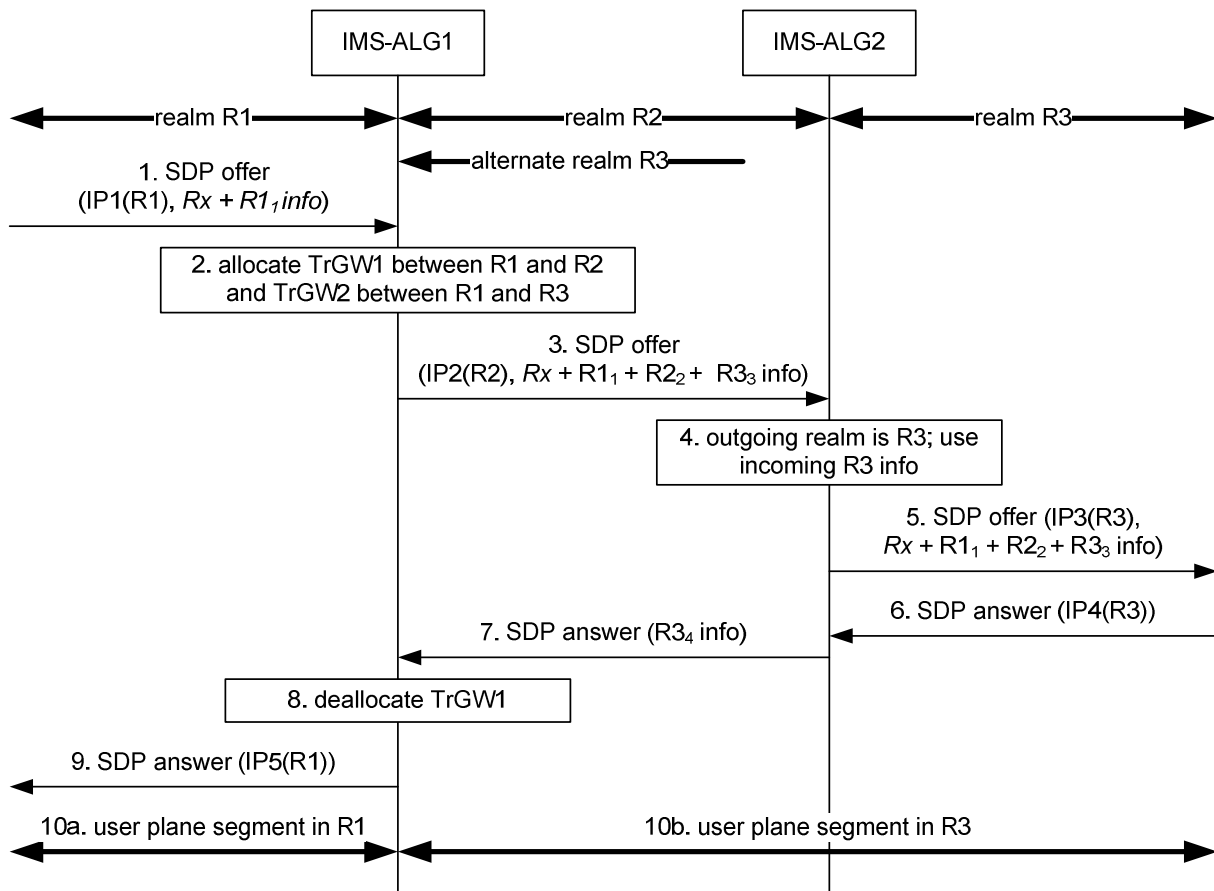 IMS-ALG1
IMS-ALG2
realm R1
realm R2
realm R3
alternate realm R3
1. SDP offer
(IP1(R1), Rx + R1₁ info)
2. allocate TrGW1 between R1 and R2
and TrGW2 between R1 and R3
3. SDP offer
(IP2(R2), Rx + R1₁ + R2₂ + R3₃ info)
4. outgoing realm is R3; use
incoming R3 info
5. SDP offer (IP3(R3),
Rx + R1₁ + R2₂ + R3₃ info)
6. SDP answer (IP4(R3))
7. SDP answer (R3₄ info)
8. deallocate TrGW1
9. SDP answer (IP5(R1))
10a. user plane segment in R1
10b. user plane segment in R3